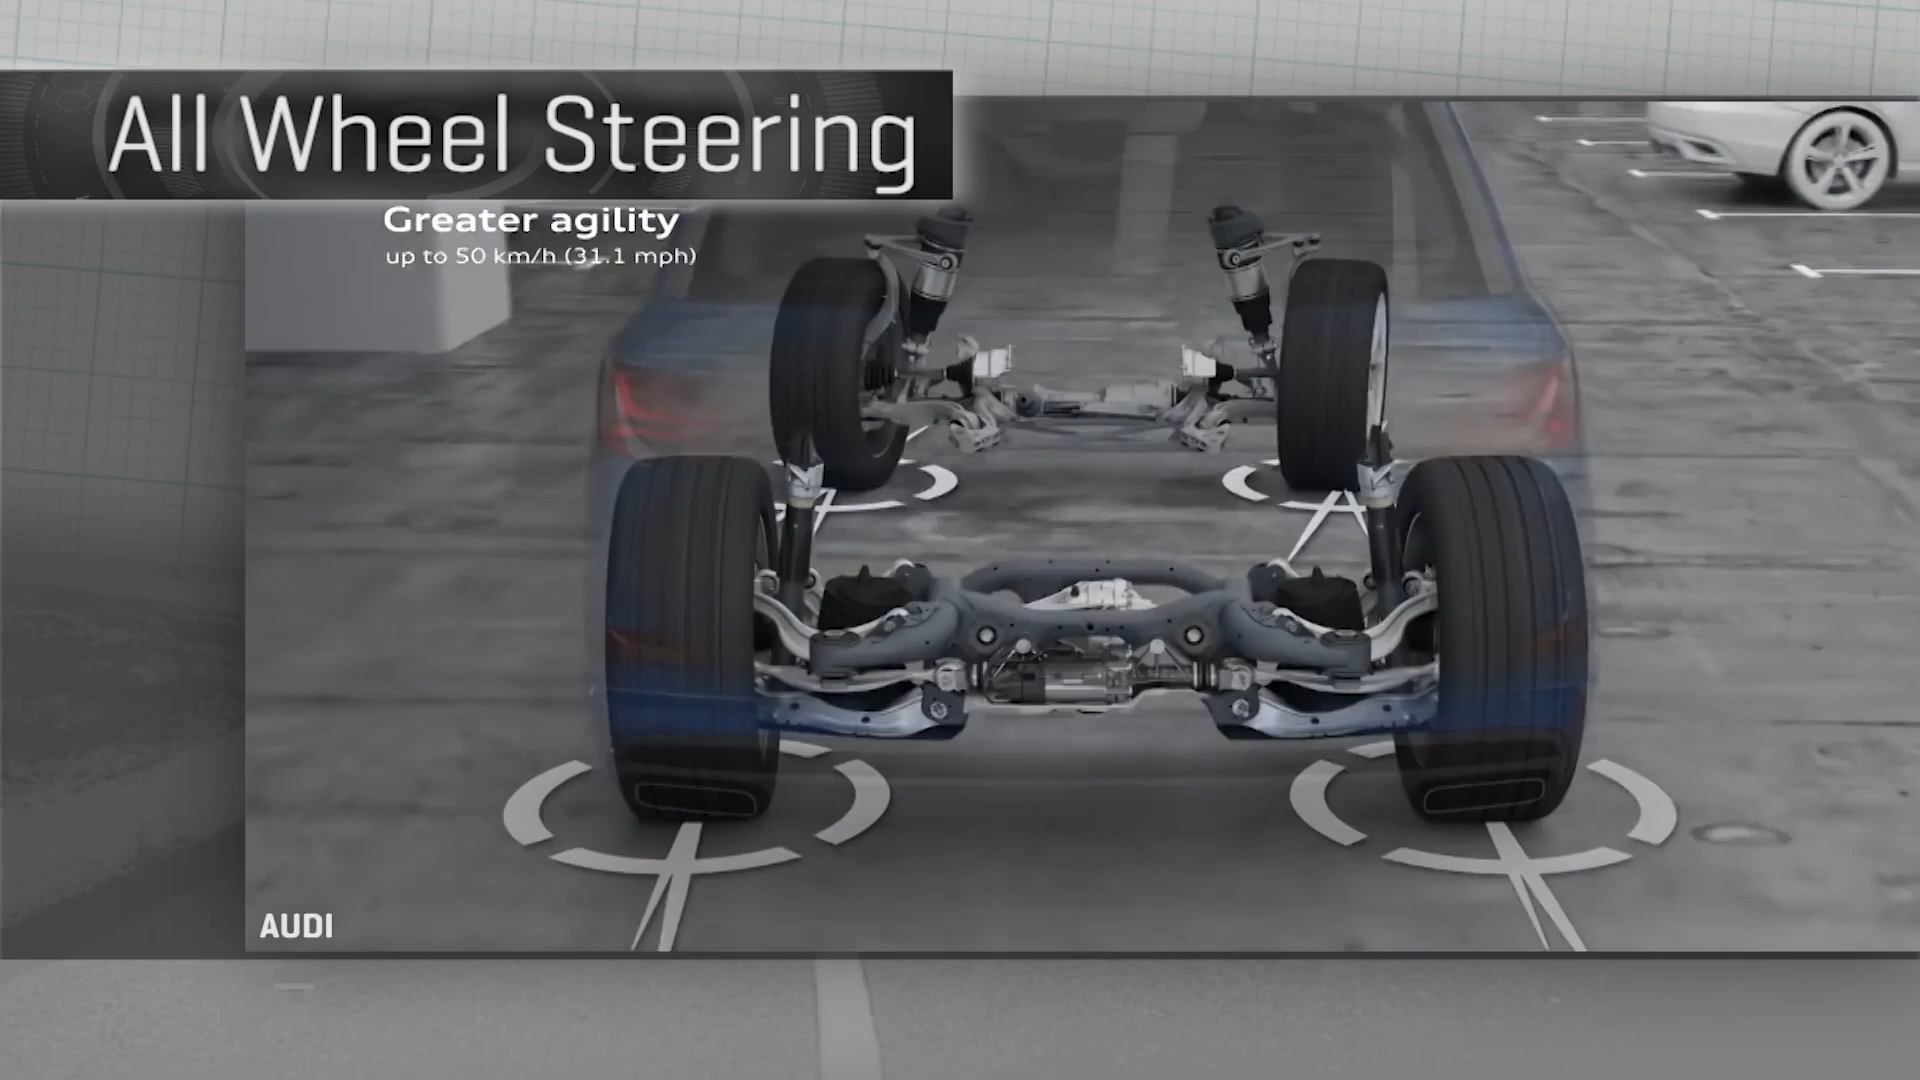 All Wheel Steering
Greater agility
up to 50 km/h (31.1 mph)
AUDI